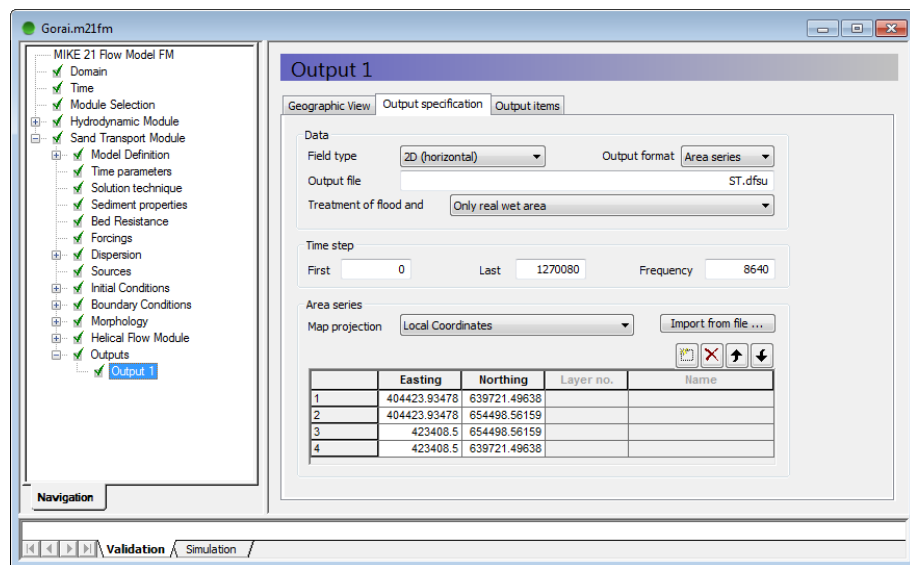 Gorai.m21fm
MIKE 21 Flow Model FM
Domain
Time
Module Selection
Hydrodynamic Module
Sand Transport Module
Model Definition
Time parameters
Solution technique
Sediment properties
Bed Resistance
Forcings
Dispersion
Sources
Initial Conditions
Boundary Conditions
Morphology
Helical Flow Module
Outputs
Output 1
Navigation
Output 1
Geographic View Output specification Output items
Data
Field type 2D (horizontal) Output format Area series
Output file ST.dfsu
Treatment of flood and Only real wet area
Time step
First 0 Last 1270080 Frequency 8640
Area series
Map projection Local Coordinates Import from file ...
Easting Northing Layer no. Name
1 404423.93478 639721.49638
2 404423.93478 654498.56159
3 423408.5 654498.56159
4 423408.5 639721.49638
Validation Simulation